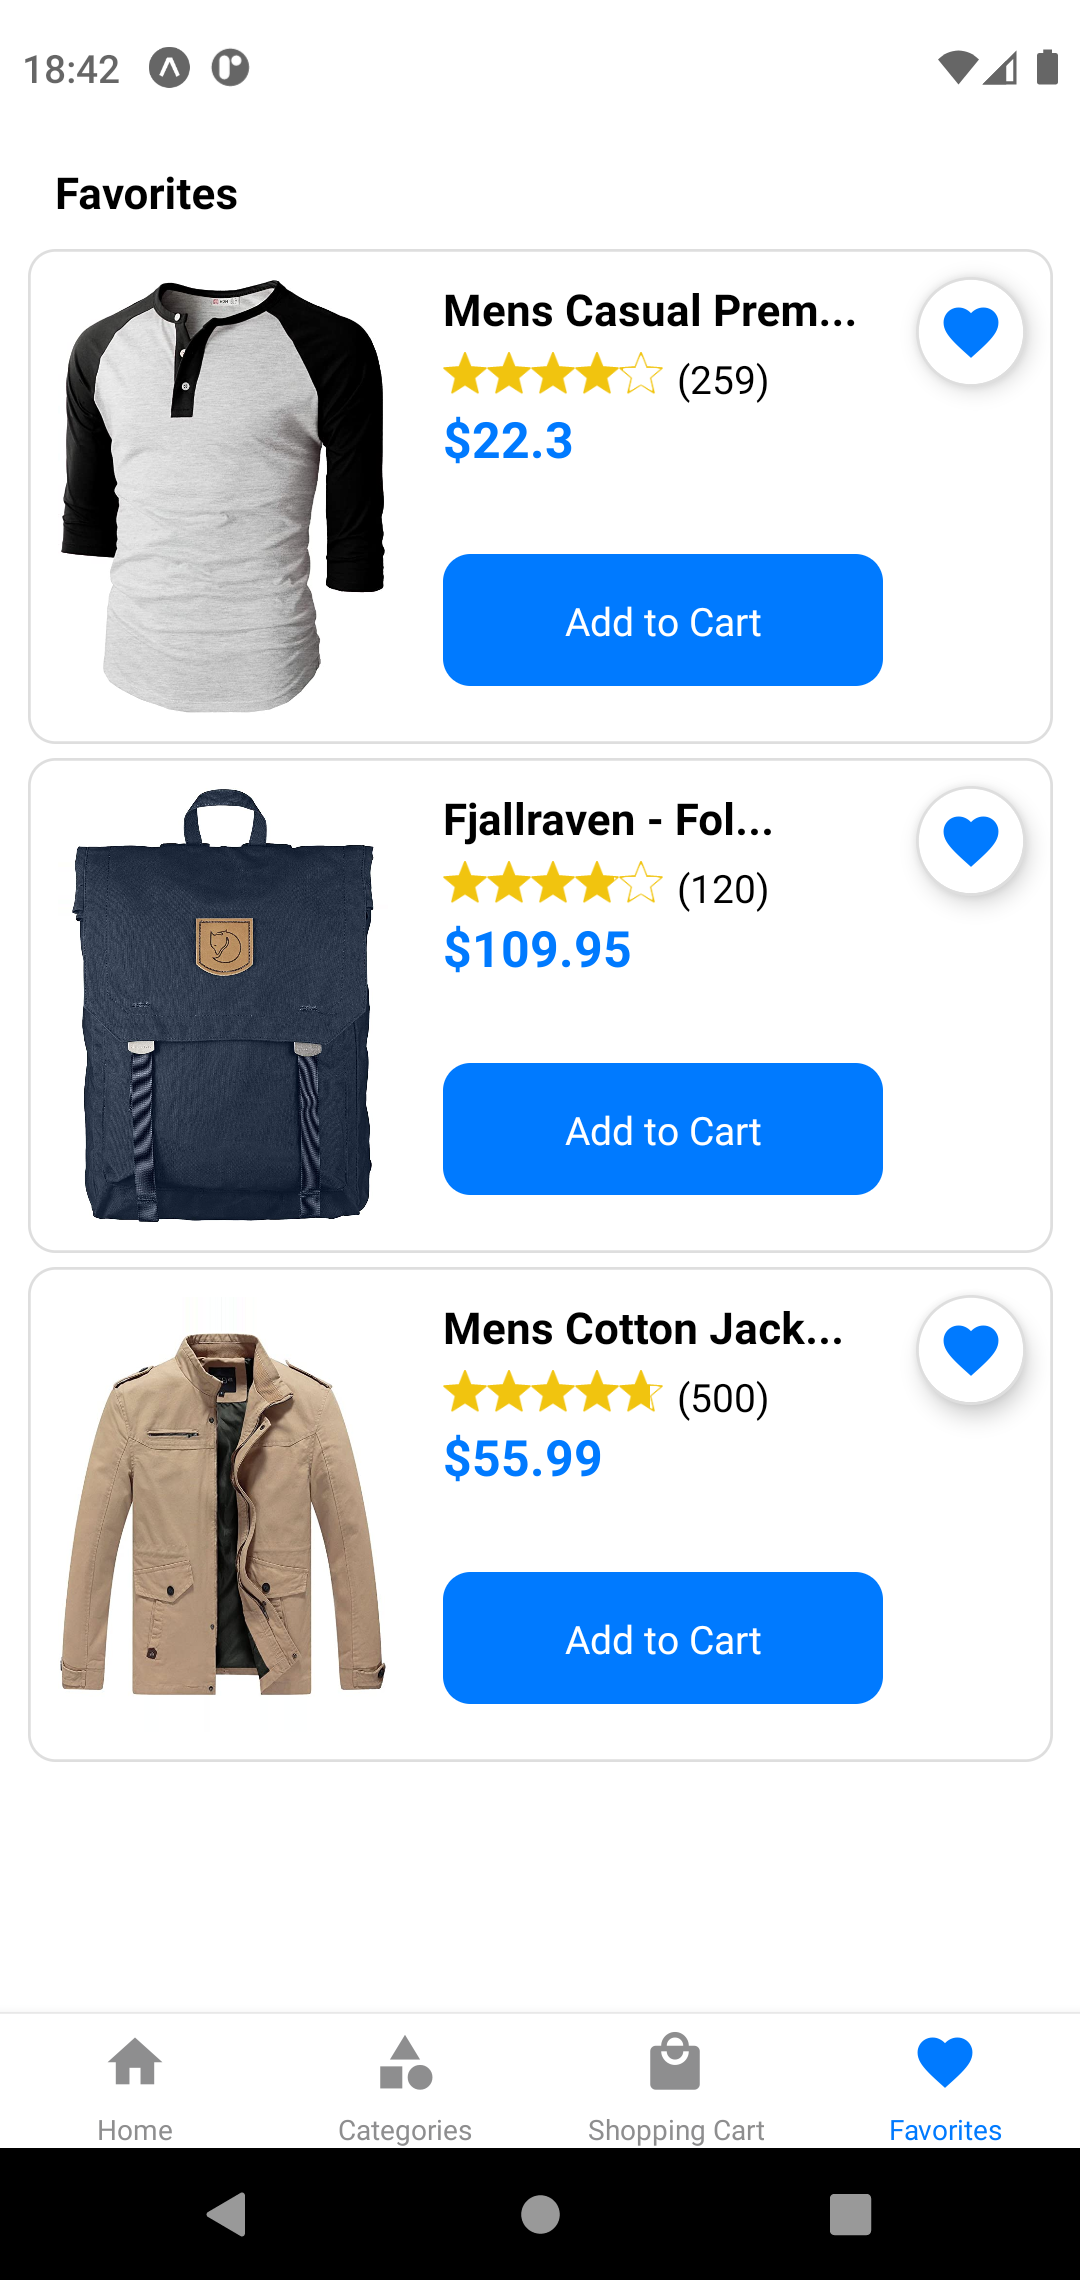 18:42
Favorites
Mens Casual Prem...
(259)
$22.3
Add to Cart
Fjallraven - Fol...
(120)
$109.95
Add to Cart
Mens Cotton Jack...
(500)
$55.99
Add to Cart
Home
Categories
Shopping Cart
Favorites